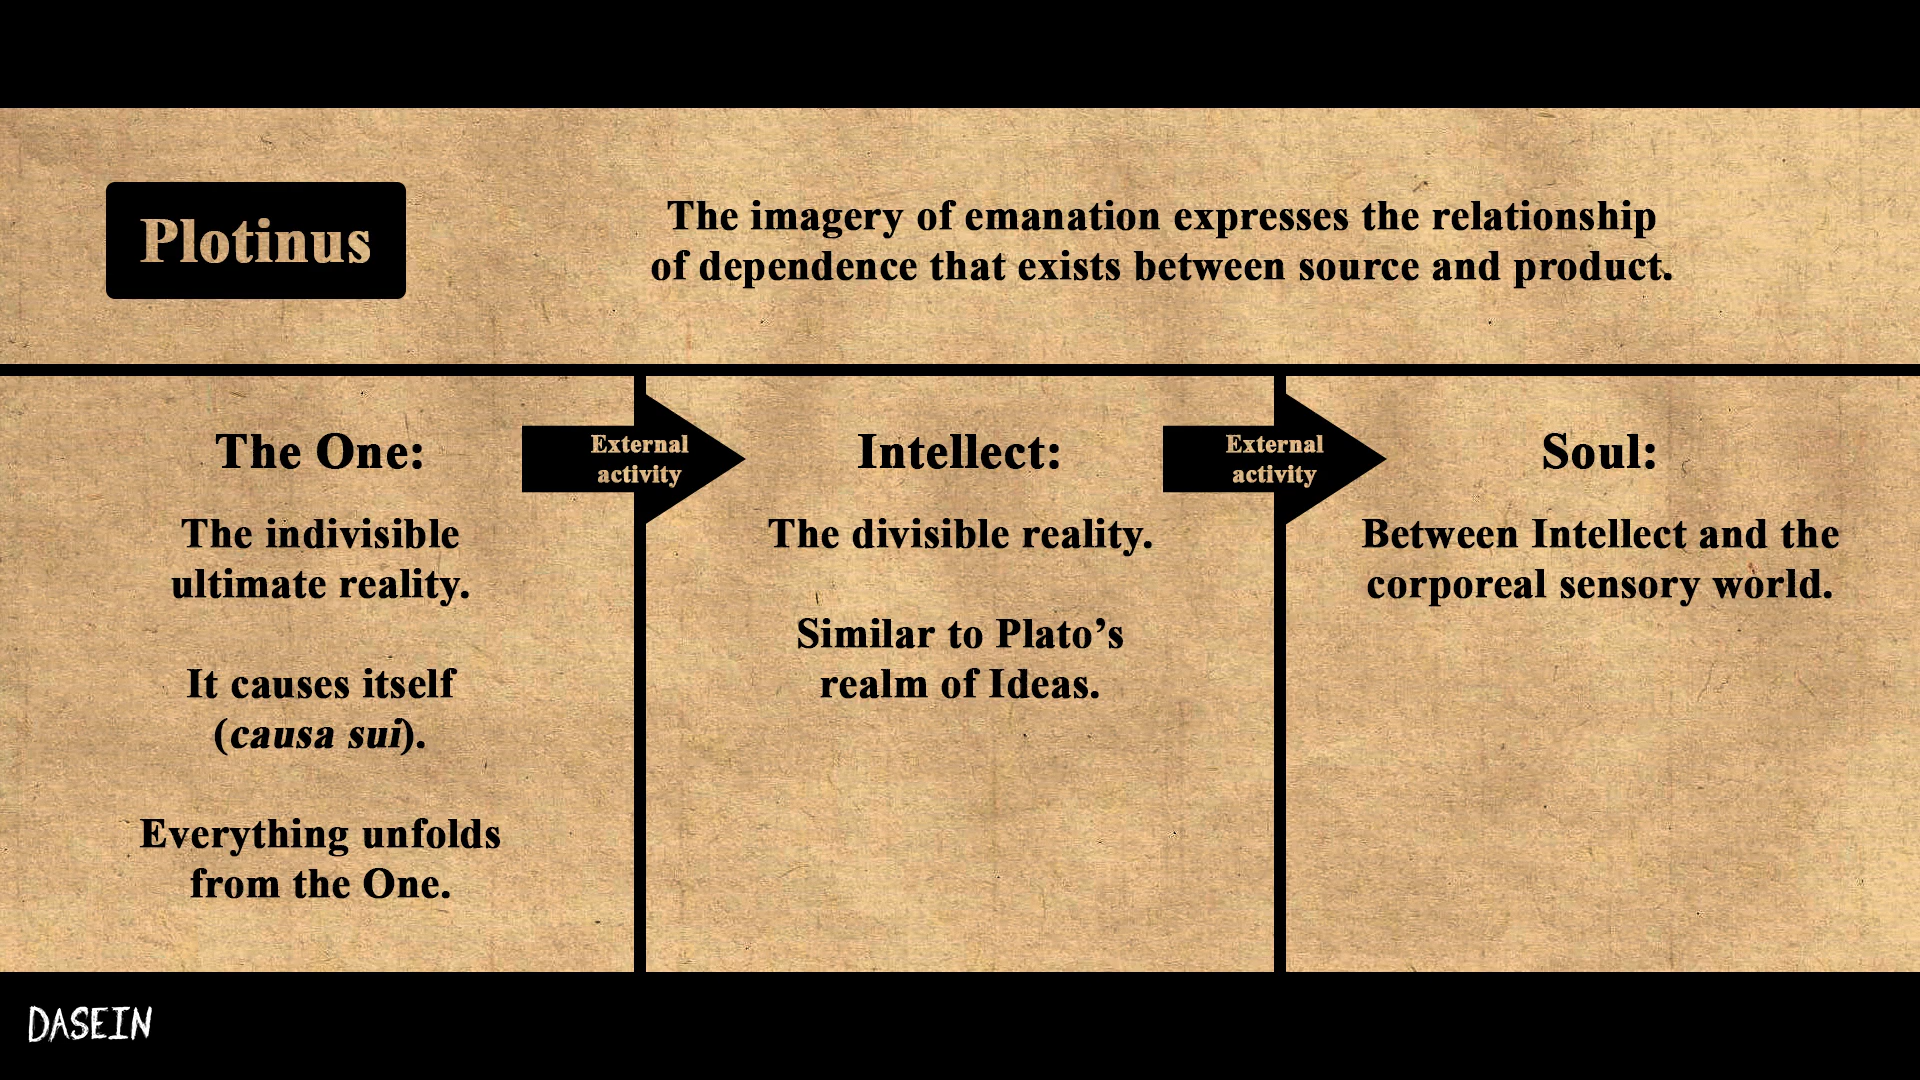 Plotinus
The imagery of emanation expresses the relationship
of dependence that exists between source and product.
The One:
The indivisible
ultimate reality.
It causes itself
(causa sui).
Everything unfolds
from the One.
External
activity
Intellect:
The divisible reality.
Similar to Plato’s
realm of Ideas.
External
activity
Soul:
Between Intellect and the
corporeal sensory world.
DASEIN